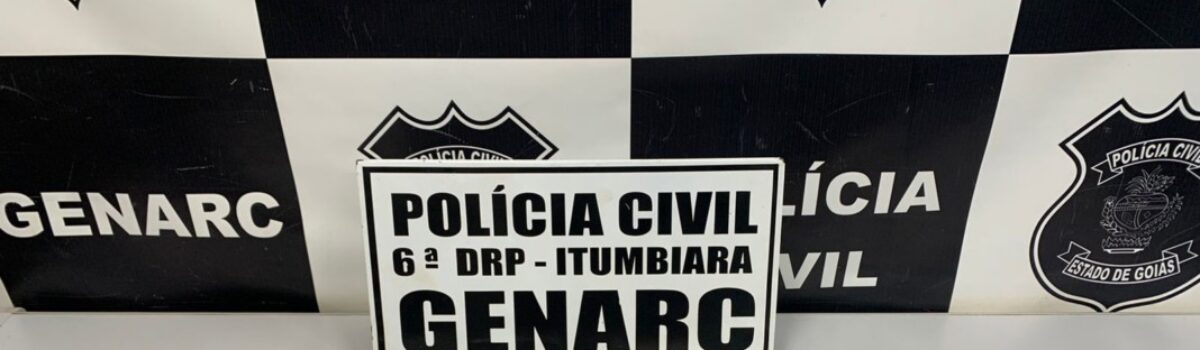 GENARC
POLÍCIA CIVIL
POLÍCIA CIVIL
6ª DRP - ITUMBIARA
GENARC
LÍCIA
VIL
POLÍCIA CIVIL
ESTADO DE GOIÁS